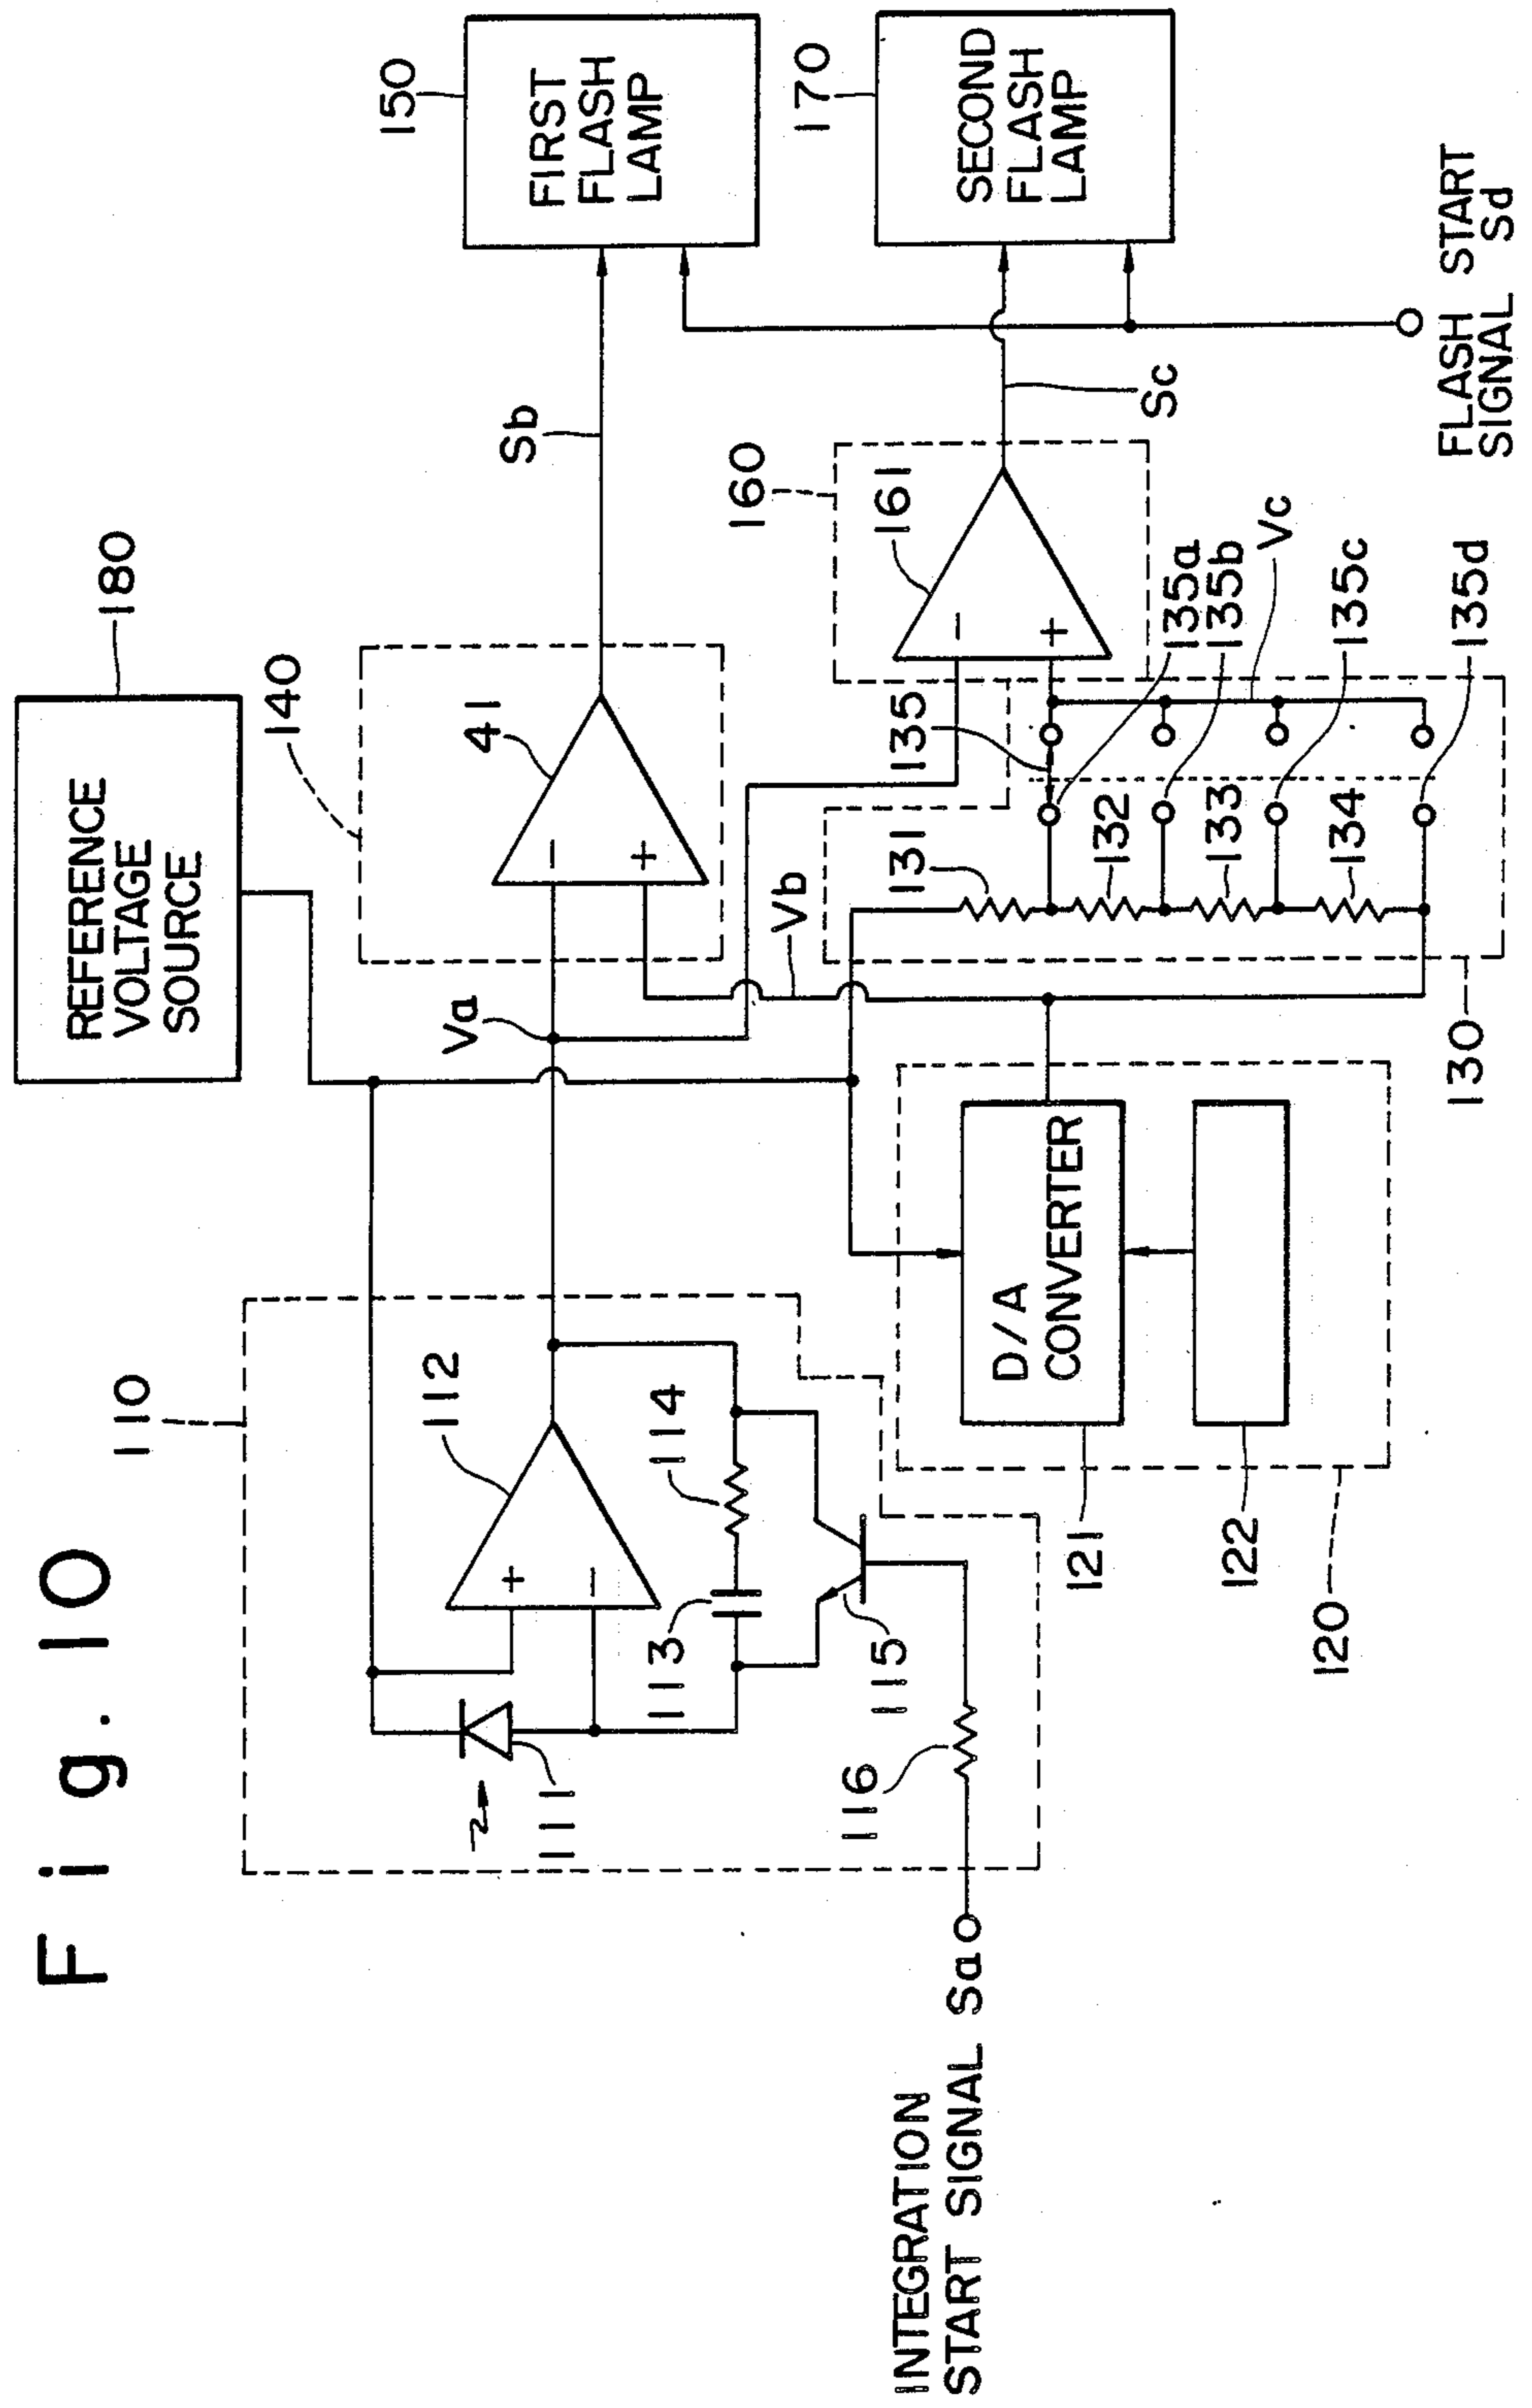 Fig. 10
REFERENCE
VOLTAGE
SOURCE
180
110
140
150
FIRST
FLASH
LAMP
112
+
−
111
113
114
115
116
Va
41
−
+
Sb
160
170
SECOND
FLASH
LAMP
161
−
+
Sc
Vb
131
132
133
134
135
135a
135b
135c
135d
Vc
130
D/A
CONVERTER
121
122
120
INTEGRATION
START SIGNAL Sa
FLASH START
SIGNAL Sd